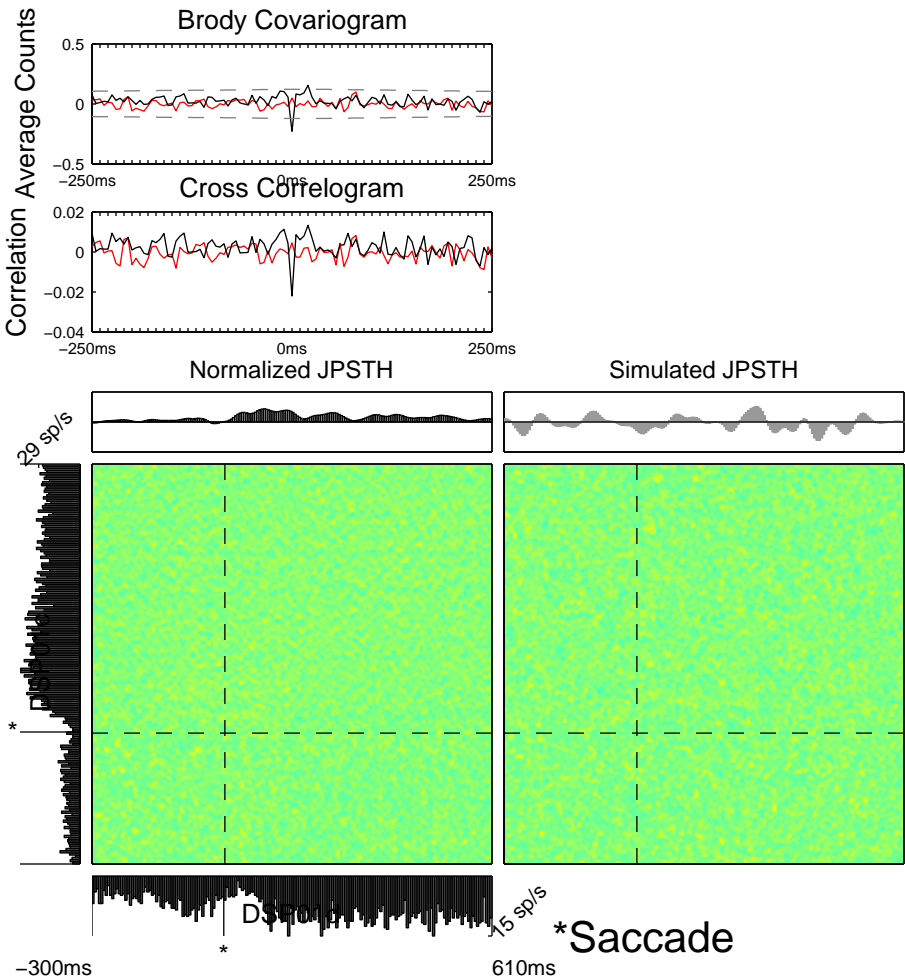 Brody Covariogram
Average Counts
0.5
0
−0.5
−250ms
0ms
250ms
Cross Correlogram
Correlation
0.02
0
−0.02
−0.04
−250ms
0ms
250ms
Normalized JPSTH
Simulated JPSTH
29 sp/s
*
DSP01d
15 sp/s
*
*Saccade
−300ms
610ms